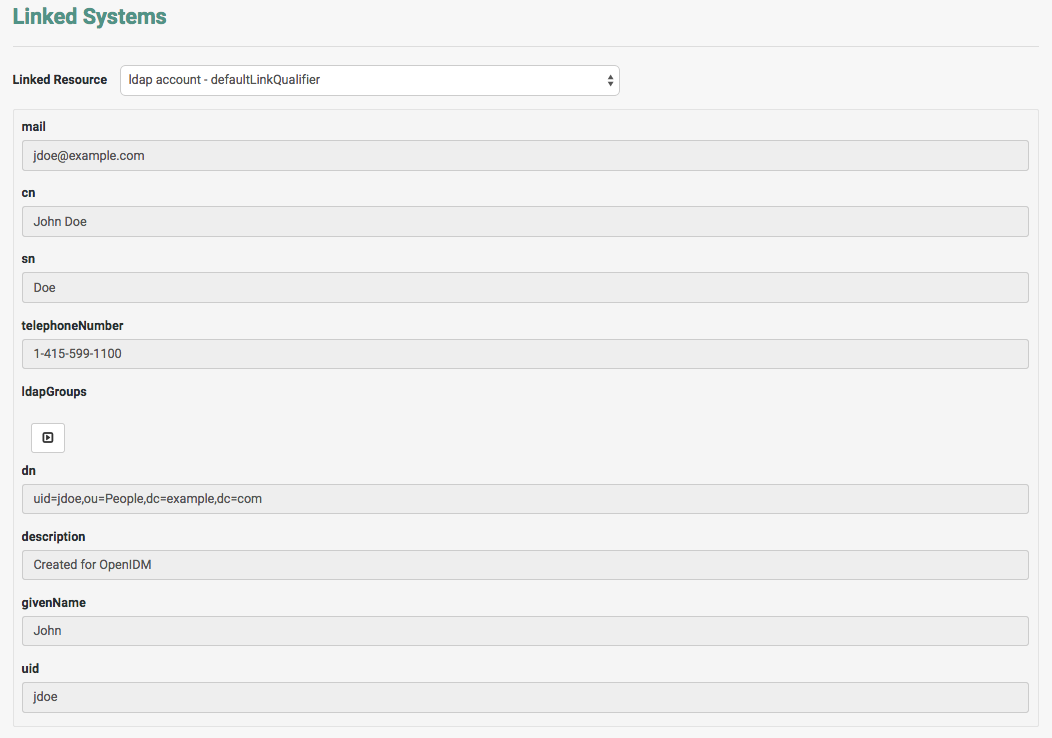 Linked Systems
Linked Resource ldap account - defaultLinkQualifier
mail
jdoe@example.com
cn
John Doe
sn
Doe
telephoneNumber
1-415-599-1100
ldapGroups
dn
uid=jdoe,ou=People,dc=example,dc=com
description
Created for OpenIDM
givenName
John
uid
jdoe